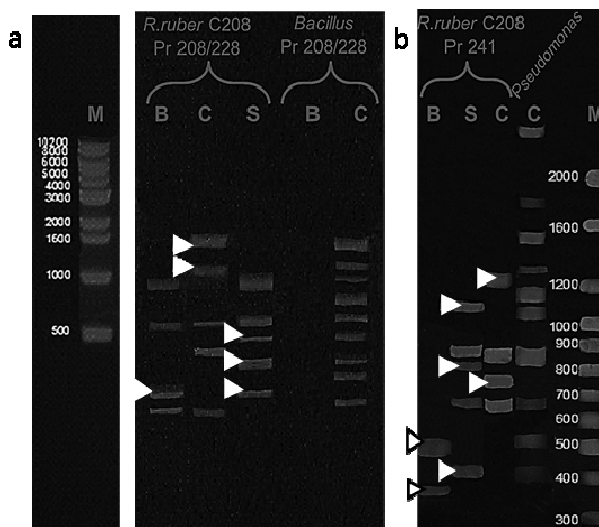 a
M
10200
8000
6000
5000
4000
3000
2000
1600
1000
500
R.ruber C208
Pr 208/228
Bacillus
Pr 208/228
B C S B C
b
R.ruber C208
Pr 241
Pseudomonas
B S C C M
2000
1600
1200
1000
900
800
700
600
500
400
300